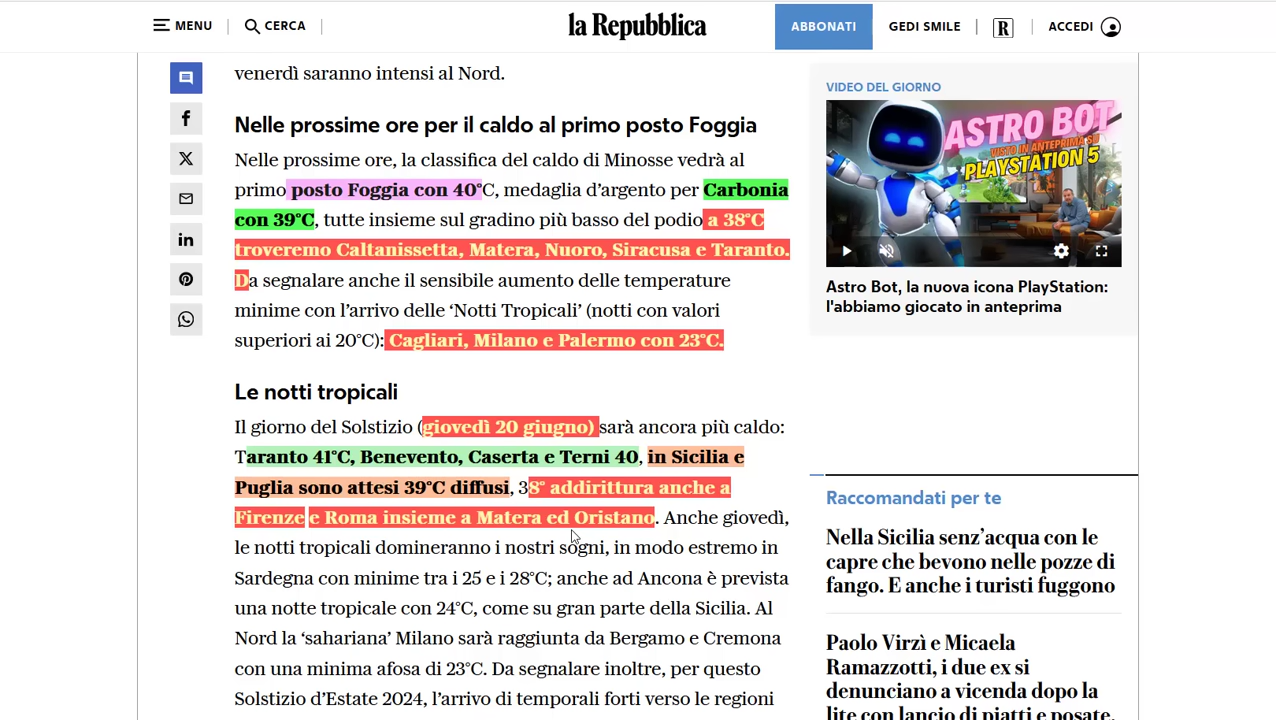 MENU
CERCA
la Repubblica
ABBONATI
GEDI SMILE
R
ACCEDI
venerdì saranno intensi al Nord.
Nelle prossime ore per il caldo al primo posto Foggia
Nelle prossime ore, la classifica del caldo di Minosse vedrà al
primo posto Foggia con 40°C, medaglia d’argento per Carbonia
con 39°C, tutte insieme sul gradino più basso del podio a 38°C
troveremo Caltanissetta, Matera, Nuoro, Siracusa e Taranto.
Da segnalare anche il sensibile aumento delle temperature
minime con l’arrivo delle ‘Notti Tropicali’ (notti con valori
superiori ai 20°C): Cagliari, Milano e Palermo con 23°C.
Le notti tropicali
Il giorno del Solstizio (giovedì 20 giugno) sarà ancora più caldo:
Taranto 41°C, Benevento, Caserta e Terni 40, in Sicilia e
Puglia sono attesi 39°C diffusi, 38° addirittura anche a
Firenze e Roma insieme a Matera ed Oristano. Anche giovedì,
le notti tropicali domineranno i nostri sogni, in modo estremo in
Sardegna con minime tra i 25 e i 28°C; anche ad Ancona è prevista
una notte tropicale con 24°C, come su gran parte della Sicilia. Al
Nord la ‘sahariana’ Milano sarà raggiunta da Bergamo e Cremona
con una minima afosa di 23°C. Da segnalare inoltre, per questo
Solstizio d’Estate 2024, l’arrivo di temporali forti verso le regioni
VIDEO DEL GIORNO
ASTRO BOT
VISTO IN ANTEPRIMA SU
PLAYSTATION 5
Astro Bot, la nuova icona PlayStation:
l'abbiamo giocato in anteprima
Raccomandati per te
Nella Sicilia senz’acqua con le
capre che bevono nelle pozze di
fango. E anche i turisti fuggono
Paolo Virzì e Micaela
Ramazzotti, i due ex si
denunciano a vicenda dopo la
lite con lancio di piatti e posate.